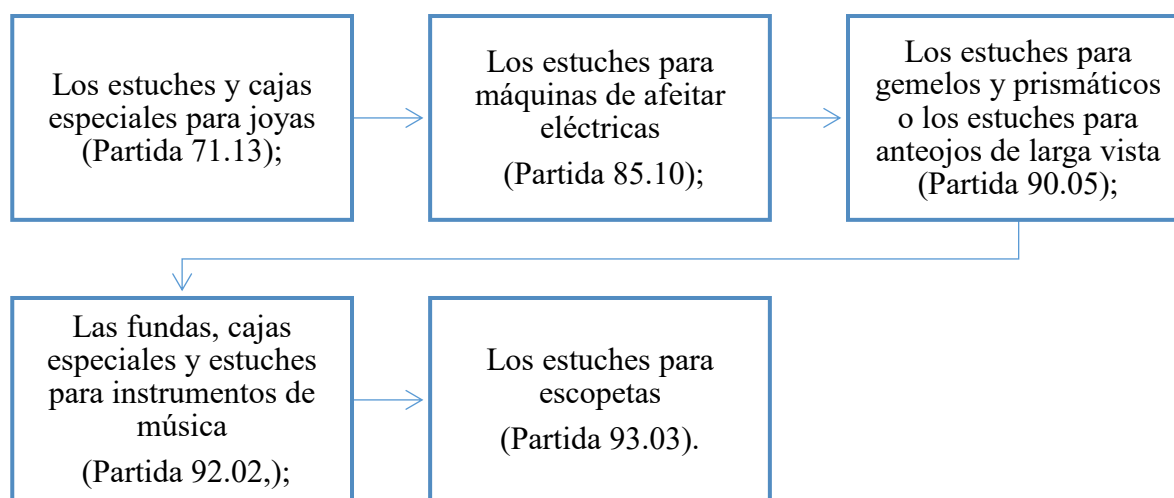 Los estuches y cajas
especiales para joyas
(Partida 71.13);
Los estuches para
máquinas de afeitar
eléctricas
(Partida 85.10);
Los estuches para
gemelos y prismáticos
o los estuches para
anteojos de larga vista
(Partida 90.05);
Las fundas, cajas
especiales y estuches
para instrumentos de
música
(Partida 92.02,);
Los estuches para
escopetas
(Partida 93.03).